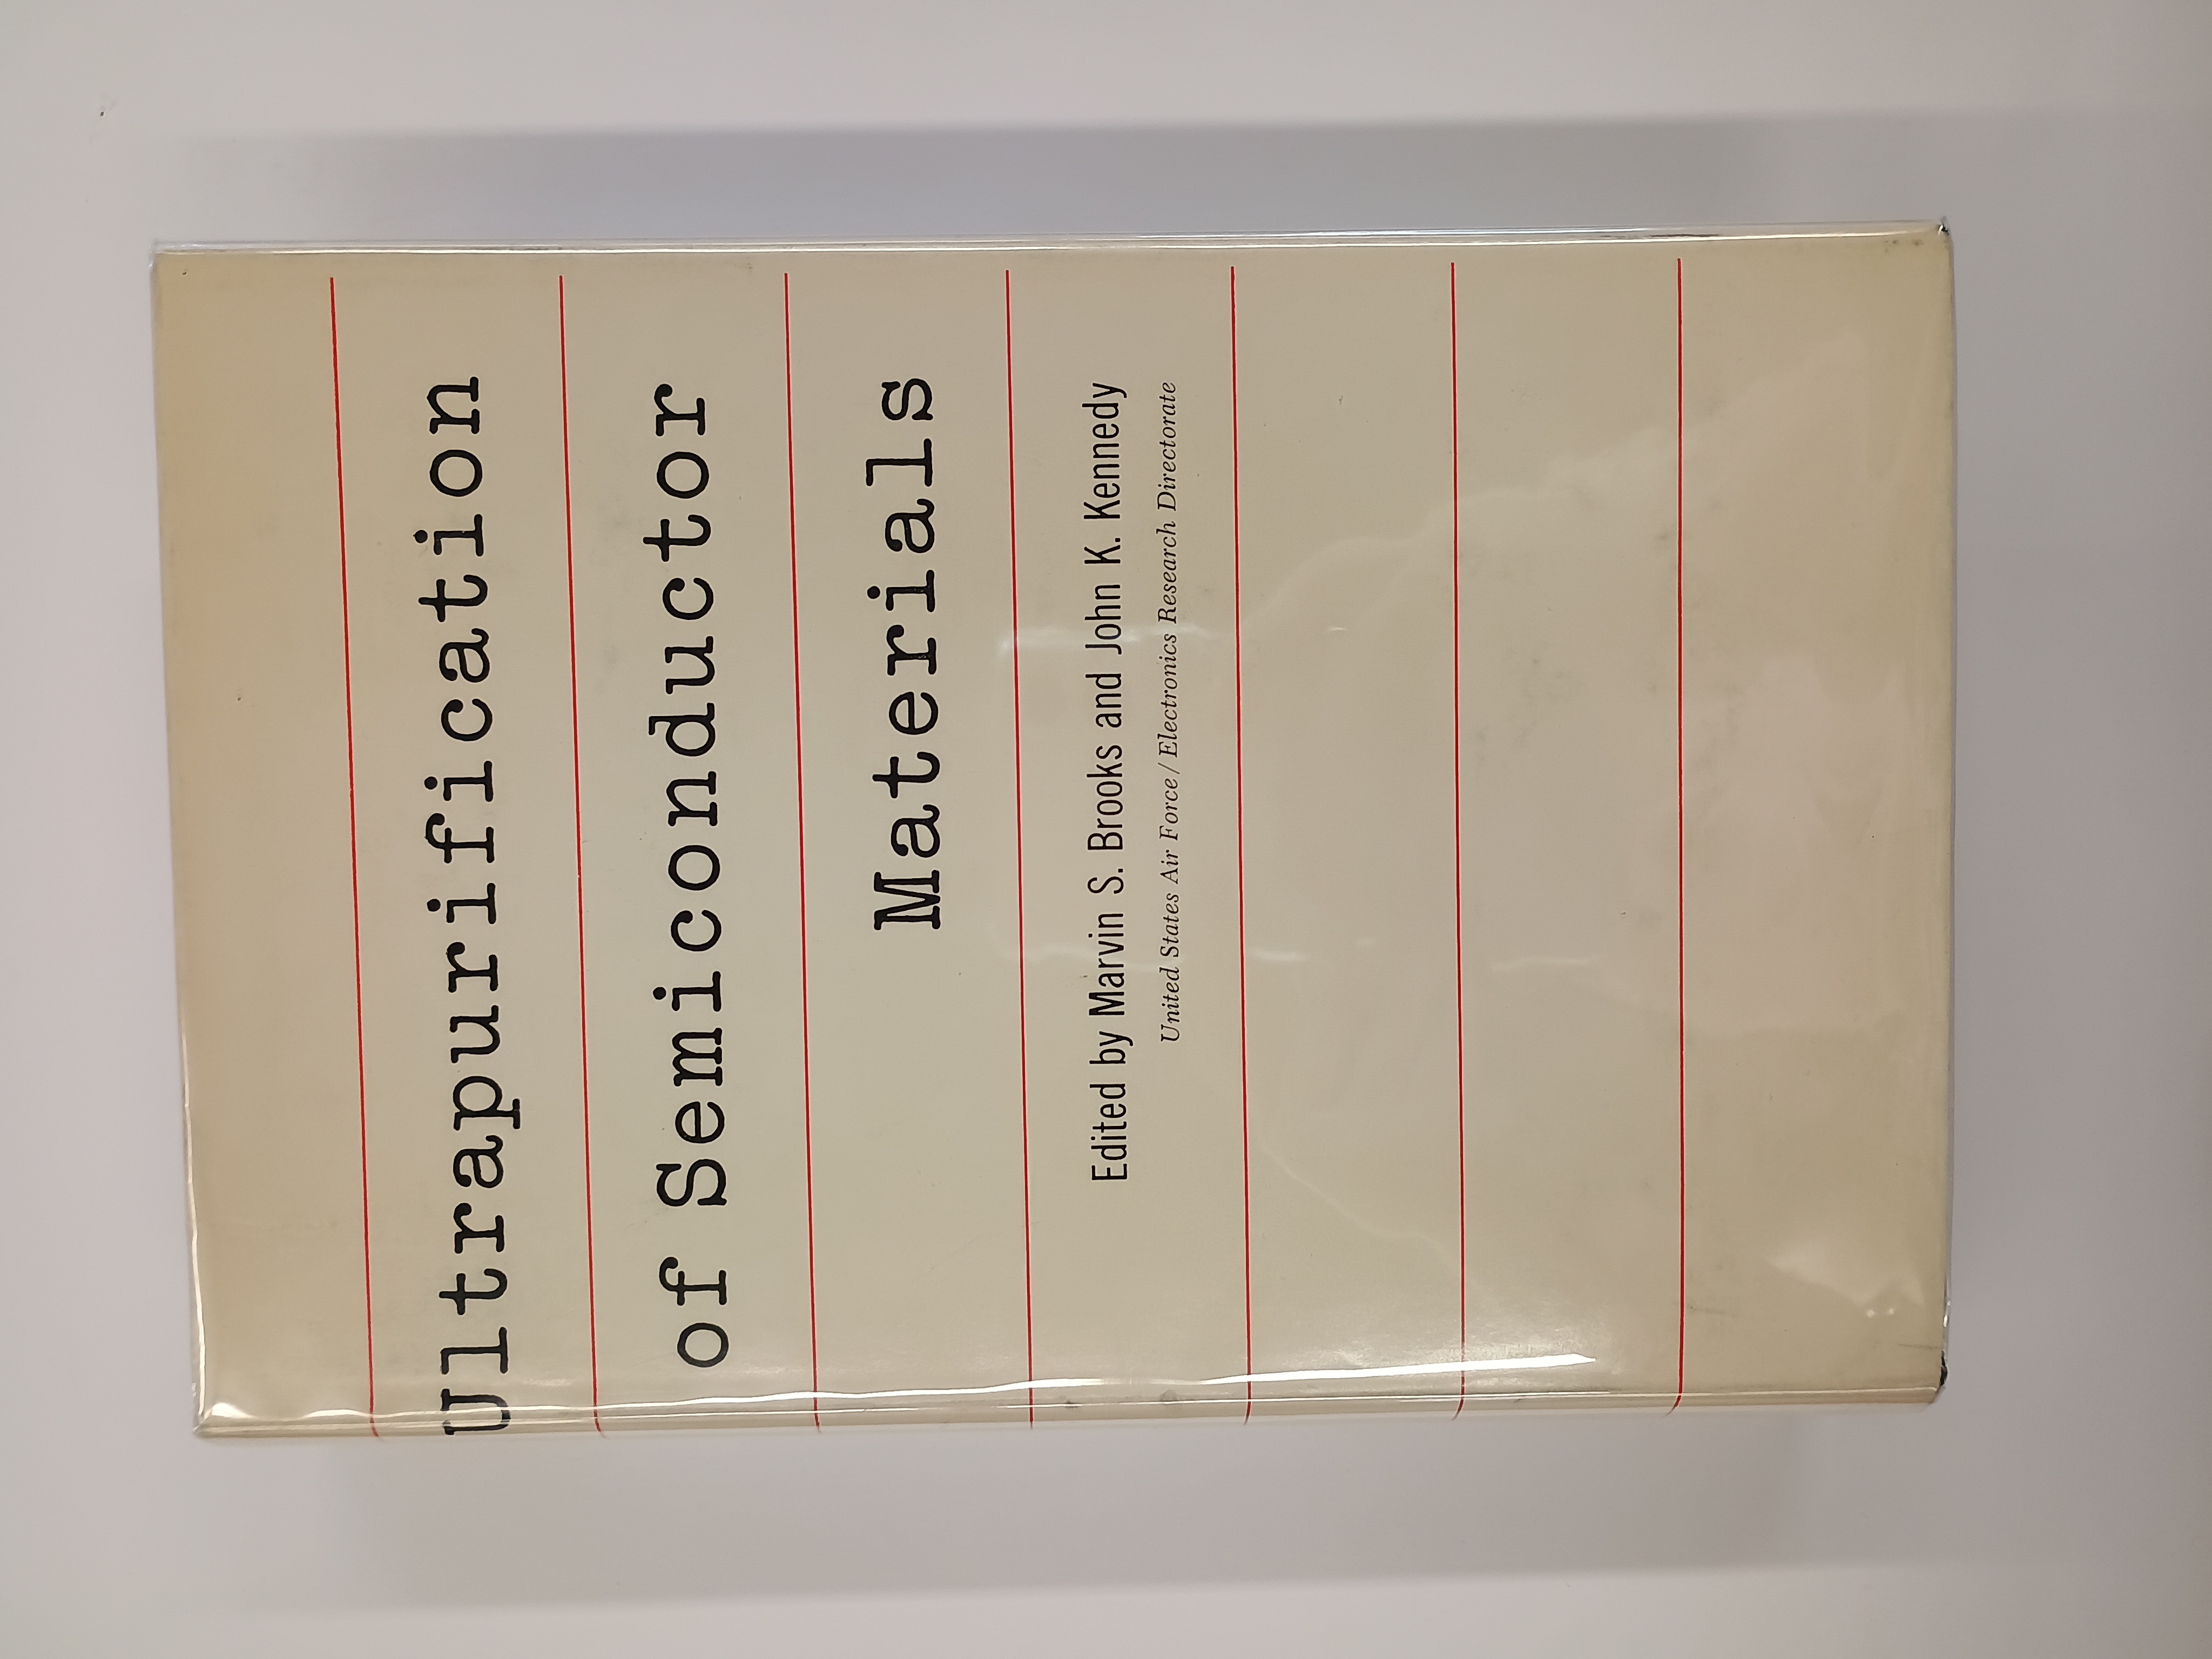 Ultrapurification
of Semiconductor
Materials
Edited by Marvin S. Brooks and John K. Kennedy
United States Air Force / Electronics Research Directorate